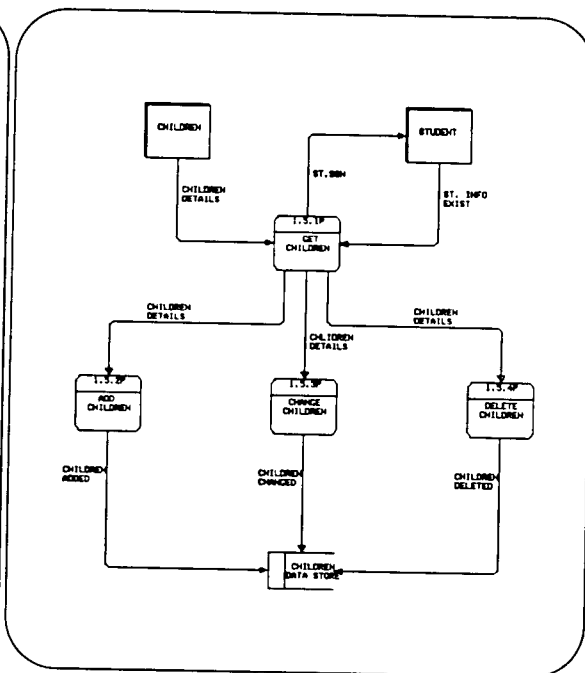 CHILDREN
STUDENT
CHILDREN
DETAILS
ST.SSN
ST. INFO
EXIST
1.5.1P
GET
CHILDREN
CHILDREN
DETAILS
CHLIDREN
DETAILS
CHILDREN
DETAILS
1.5.2P
ADD
CHILDREN
1.5.3P
CHANGE
CHILDREN
1.5.4P
DELETE
CHILDREN
CHILDREN
ADDED
CHILDREN
CHANGED
CHILDREN
DELETED
CHILDREN
DATA STORE